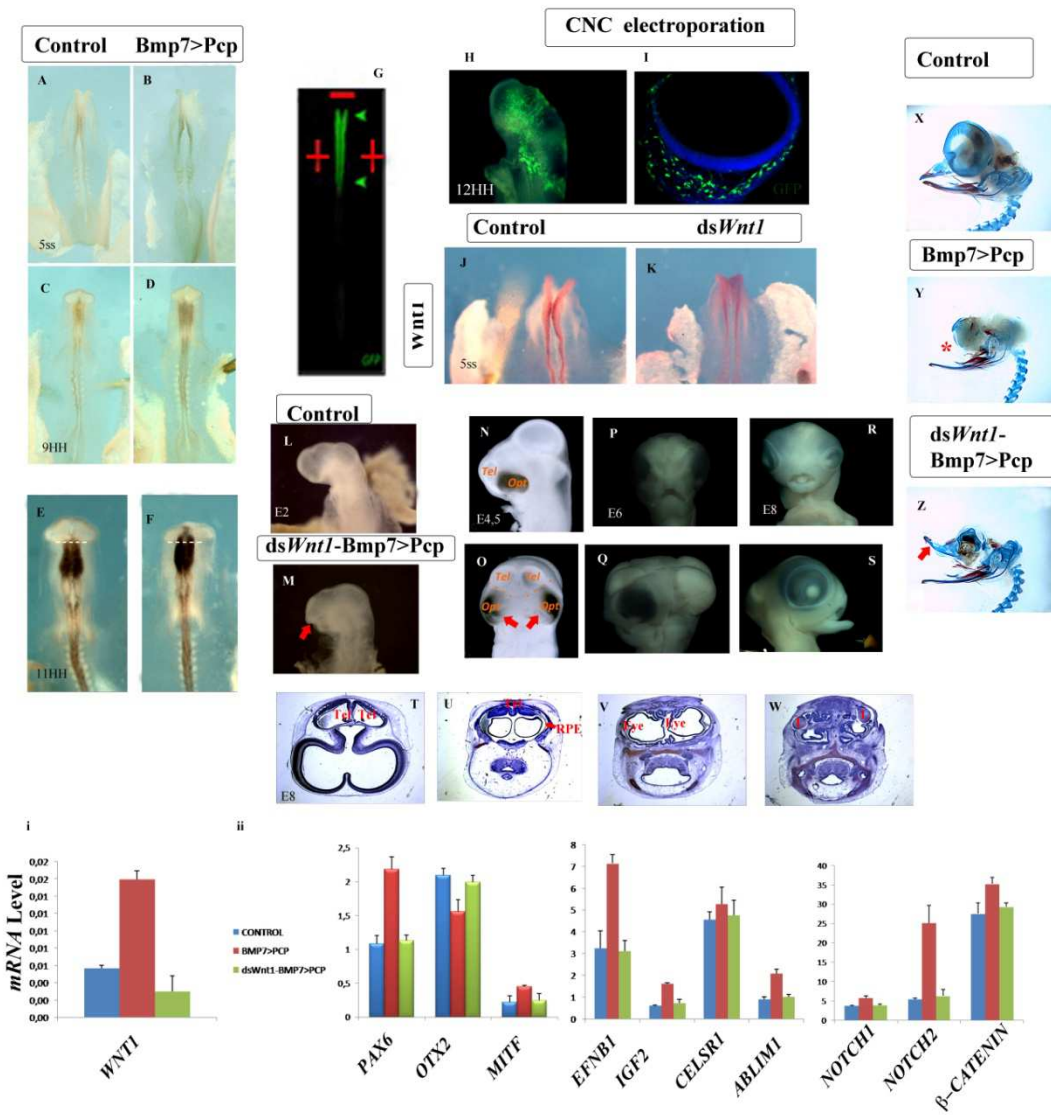 Control
Bmp7>Pcp
A
B
5ss
C
D
9HH
E
F
11HH
G
GFP
CNC electroporation
H
I
12HH
GFP
Control
dsWnt1
Wnt1
J
K
5ss
Control
L
E2
dsWnt1-Bmp7>Pcp
M
N
Tel
Opt
E4,5
P
E6
R
E8
O
Tel
Tel
Opt
Opt
Q
S
Control
X
Bmp7>Pcp
Y
*
dsWnt1-
Bmp7>Pcp
Z
T
Tel Tel
E8
U
Tel
RPE
V
Eye
Eye
W
L
L
i
mRNA Level
0,02
0,02
0,01
0,01
0,01
0,01
0,01
0,00
0,00
0,00
WNT1
CONTROL
BMP7>PCP
dsWnt1-BMP7>PCP
ii
2,5
2
1,5
1
0,5
0
PAX6
OTX2
MITF
8
7
6
5
4
3
2
1
0
EFNB1
IGF2
CELSR1
ABLIM1
40
35
30
25
20
15
10
5
0
NOTCH1
NOTCH2
β-CATENIN